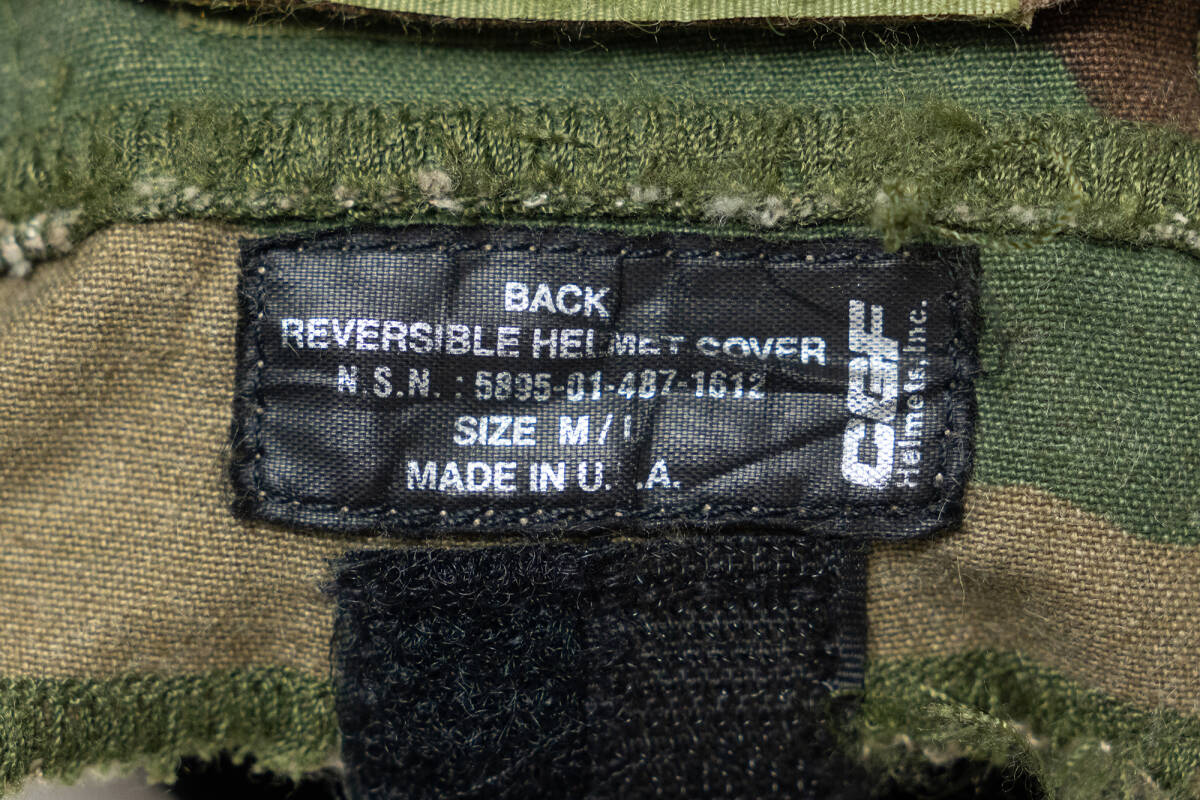 BACK
REVERSIBLE HELMET COVER
N.S.N. : 5895-01-487-1612
SIZE M/
MADE IN U. .A.
CGF
Helmets, Inc.